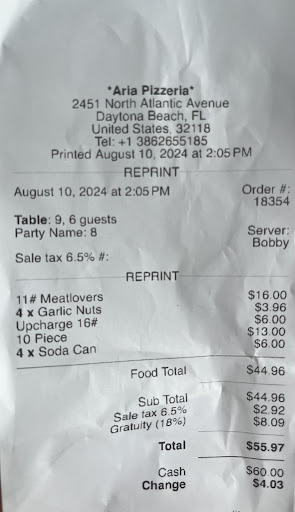 *Aria Pizzeria*
2451 North Atlantic Avenue
Daytona Beach, FL
United States, 32118
Tel: +1 3862655185
Printed August 10, 2024 at 2:05 PM
REPRINT
August 10, 2024 at 2:05 PM Order #:
18354
Table: 9, 6 guests
Party Name: 8 Server:
Bobby
Sale tax 6.5% #:
REPRINT
11# Meatlovers $16.00
4 x Garlic Nuts $3.96
Upcharge 16# $6.00
10 Piece $13.00
4 x Soda Can $6.00
Food Total $44.96
Sub Total $44.96
Sale tax 6.5% $2.92
Gratuity (18%) $8.09
Total $55.97
Cash $60.00
Change $4.03